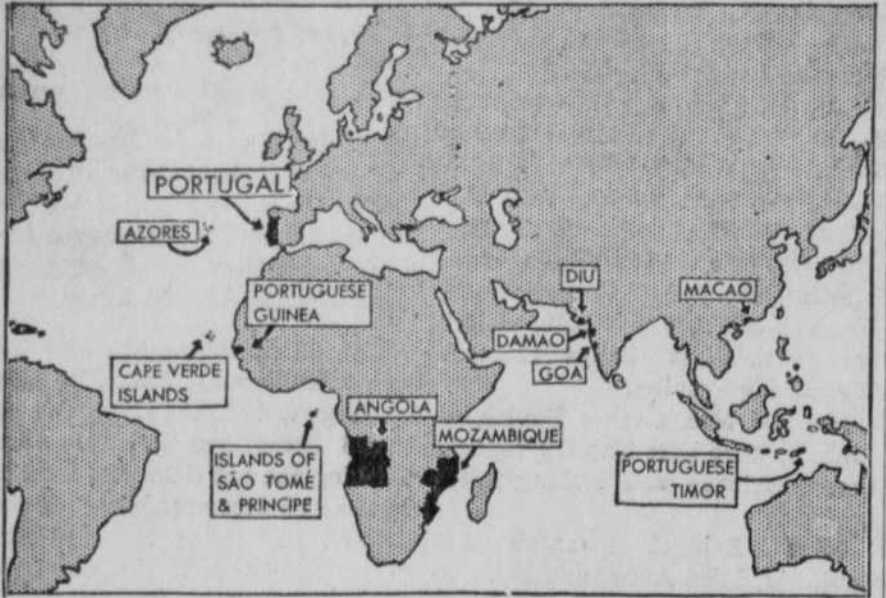 PORTUGAL
AZORES
PORTUGUESE
GUINEA
CAPE VERDE
ISLANDS
ISLANDS OF
SÃO TOMÉ
& PRINCIPE
ANGOLA
MOZAMBIQUE
DIU
DAMAO
GOA
MACAO
PORTUGUESE
TIMOR